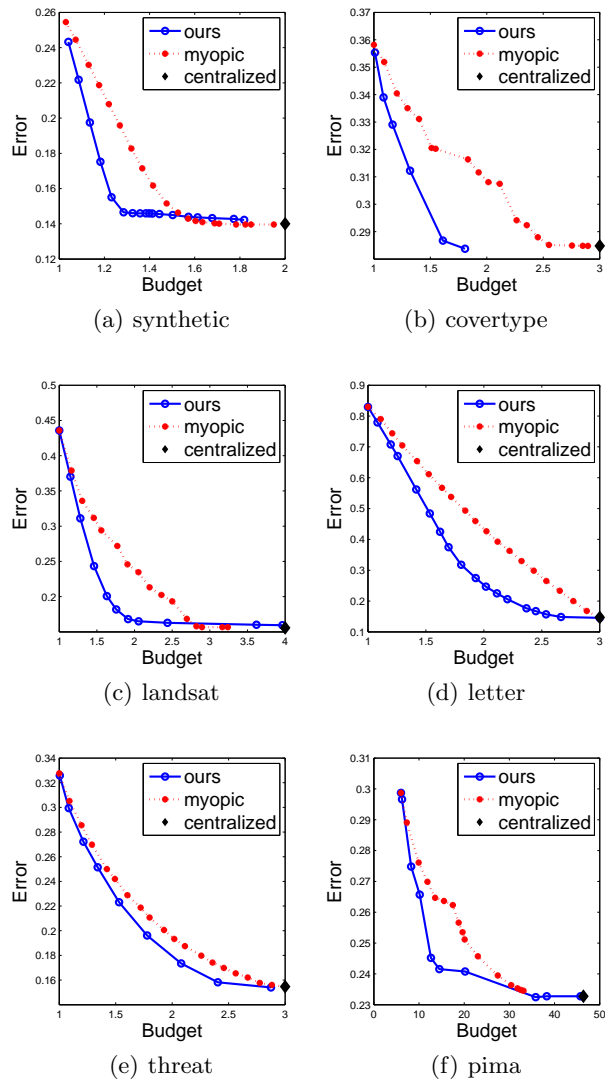 0.26
0.24
0.22
0.2
0.18
0.16
0.14
0.12
Error
ours
myopic
centralized
1 1.2 1.4 1.6 1.8 2
Budget
(a) synthetic
0.37
0.36
0.35
0.34
0.33
0.32
0.31
0.3
0.29
Error
ours
myopic
centralized
1 1.5 2 2.5 3
Budget
(b) covertype
0.5
0.45
0.4
0.35
0.3
0.25
0.2
Error
ours
myopic
centralized
1 1.5 2 2.5 3 3.5 4
Budget
(c) landsat
0.9
0.8
0.7
0.6
0.5
0.4
0.3
0.2
0.1
Error
ours
myopic
centralized
1 1.5 2 2.5 3
Budget
(d) letter
0.34
0.32
0.3
0.28
0.26
0.24
0.22
0.2
0.18
0.16
0.14
Error
ours
myopic
centralized
1 1.5 2 2.5 3
Budget
(e) threat
0.31
0.3
0.29
0.28
0.27
0.26
0.25
0.24
0.23
Error
ours
myopic
centralized
0 10 20 30 40 50
Budget
(f) pima